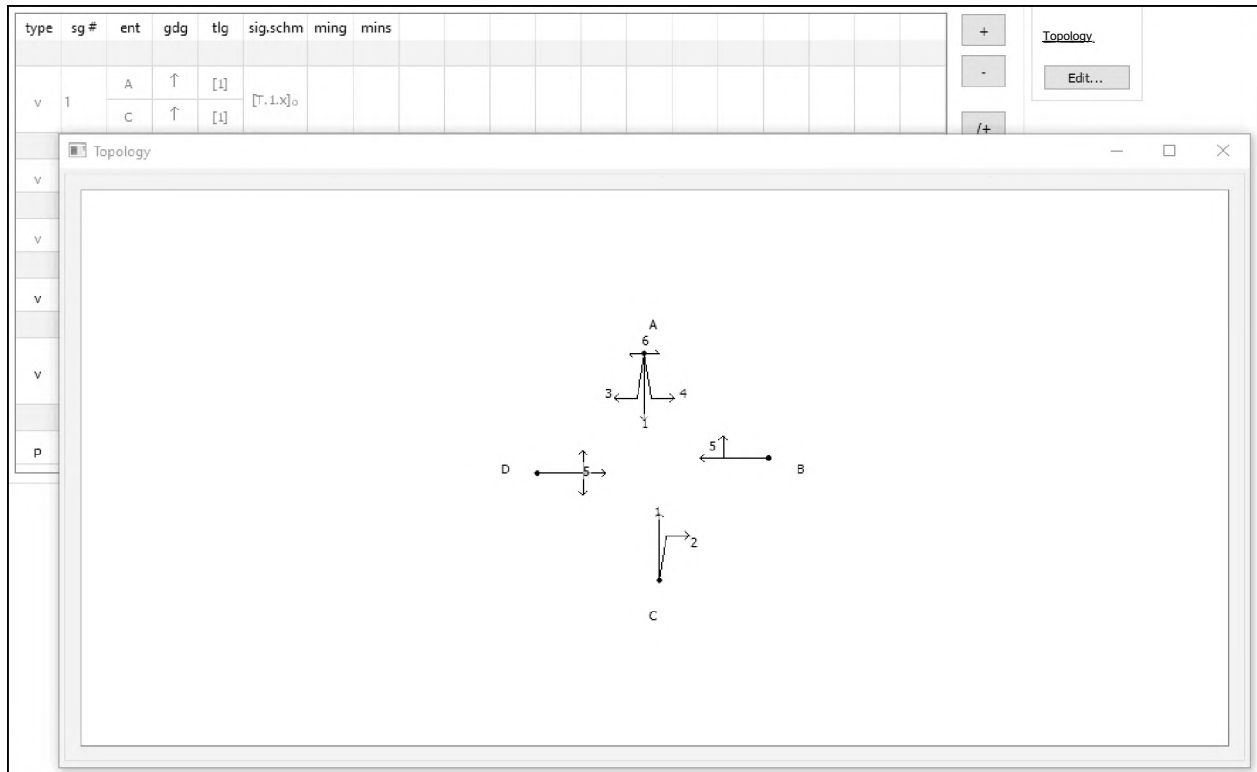 type sg # ent gdg tlg sig.schm ming mins
+
Topology
-
Edit...
A ↑ [1]
v 1 [T.1.x]o
C ↑ [1]
/+
Topology
v
v
v
v
p
A
6
3 4
1
5
D 5 B
1
2
C